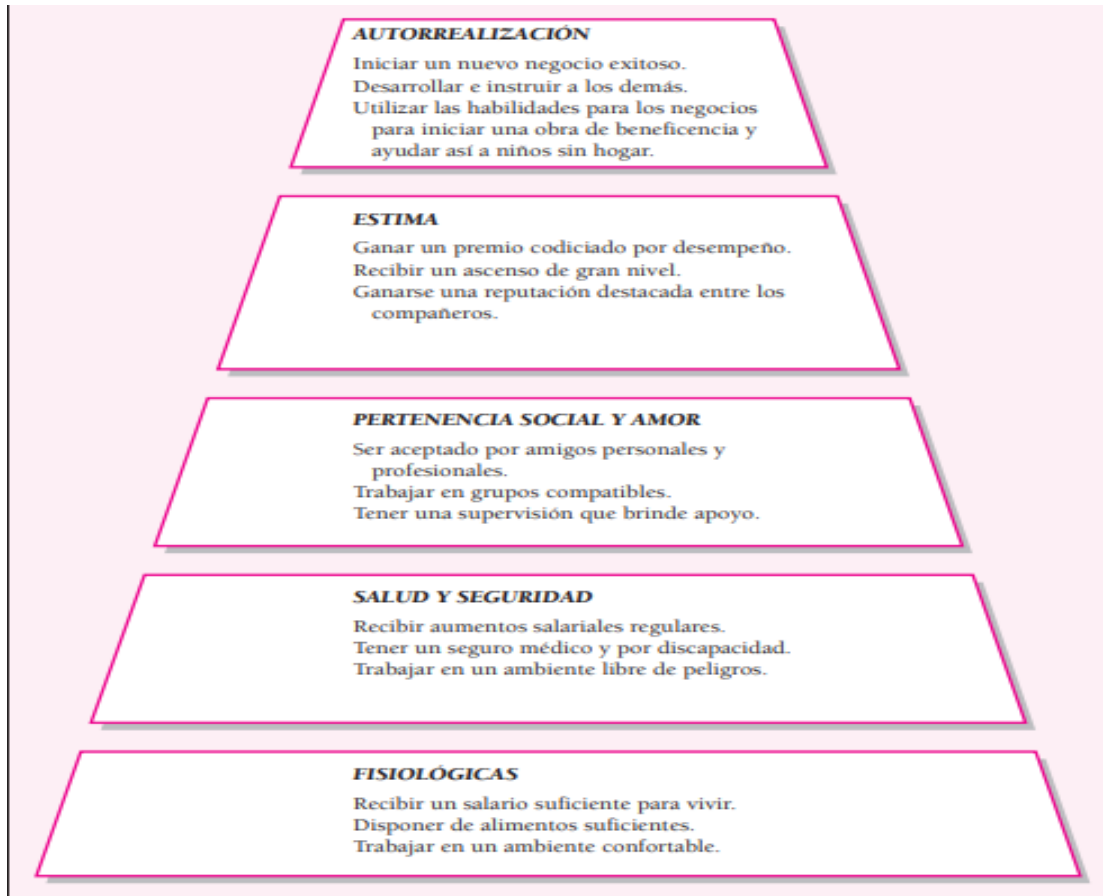 AUTORREALIZACIÓN
Iniciar un nuevo negocio exitoso.
Desarrollar e instruir a los demás.
Utilizar las habilidades para los negocios
para iniciar una obra de beneficencia y
ayudar así a niños sin hogar.
ESTIMA
Ganar un premio codiciado por desempeño.
Recibir un ascenso de gran nivel.
Ganarse una reputación destacada entre los
compañeros.
PERTENENCIA SOCIAL Y AMOR
Ser aceptado por amigos personales y
profesionales.
Trabajar en grupos compatibles.
Tener una supervisión que brinde apoyo.
SALUD Y SEGURIDAD
Recibir aumentos salariales regulares.
Tener un seguro médico y por discapacidad.
Trabajar en un ambiente libre de peligros.
FISIOLÓGICAS
Recibir un salario suficiente para vivir.
Disponer de alimentos suficientes.
Trabajar en un ambiente confortable.